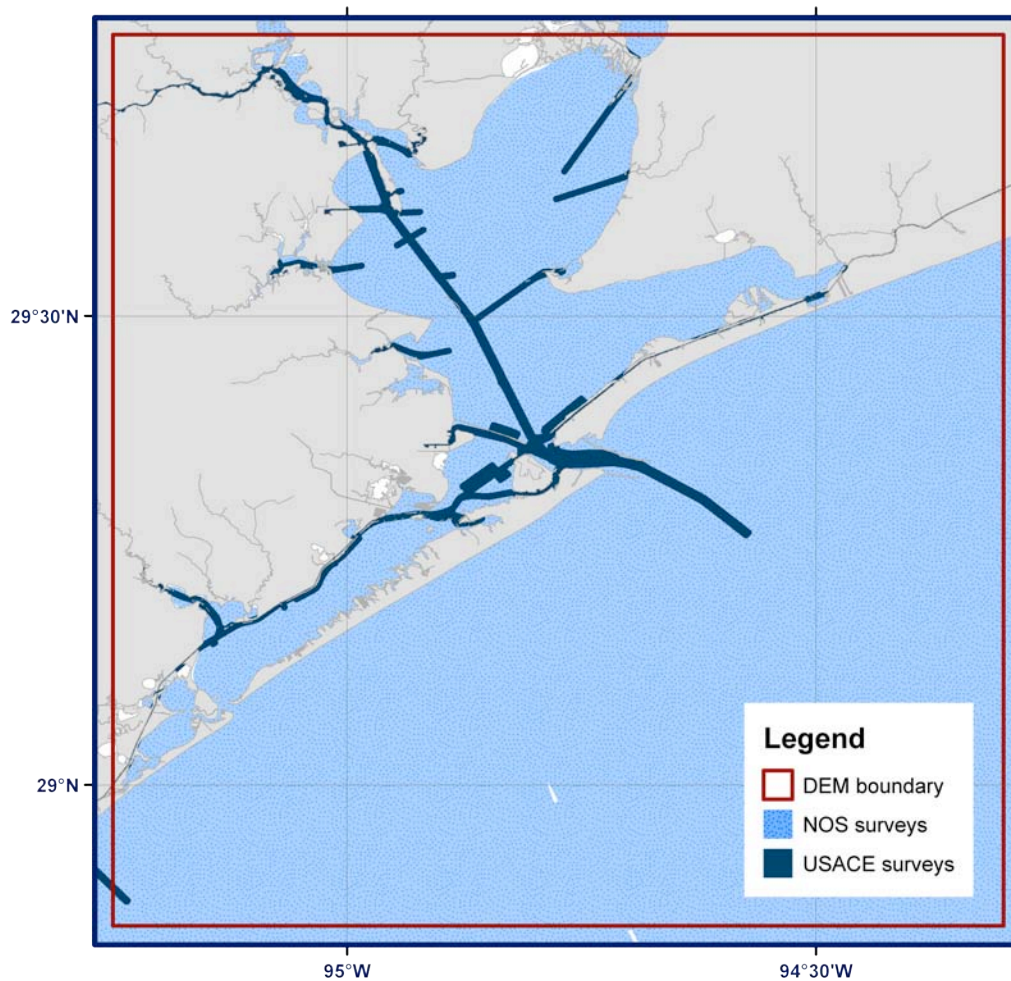 29°30'N
29°N
Legend
DEM boundary
NOS surveys
USACE surveys
95°W
94°30'W